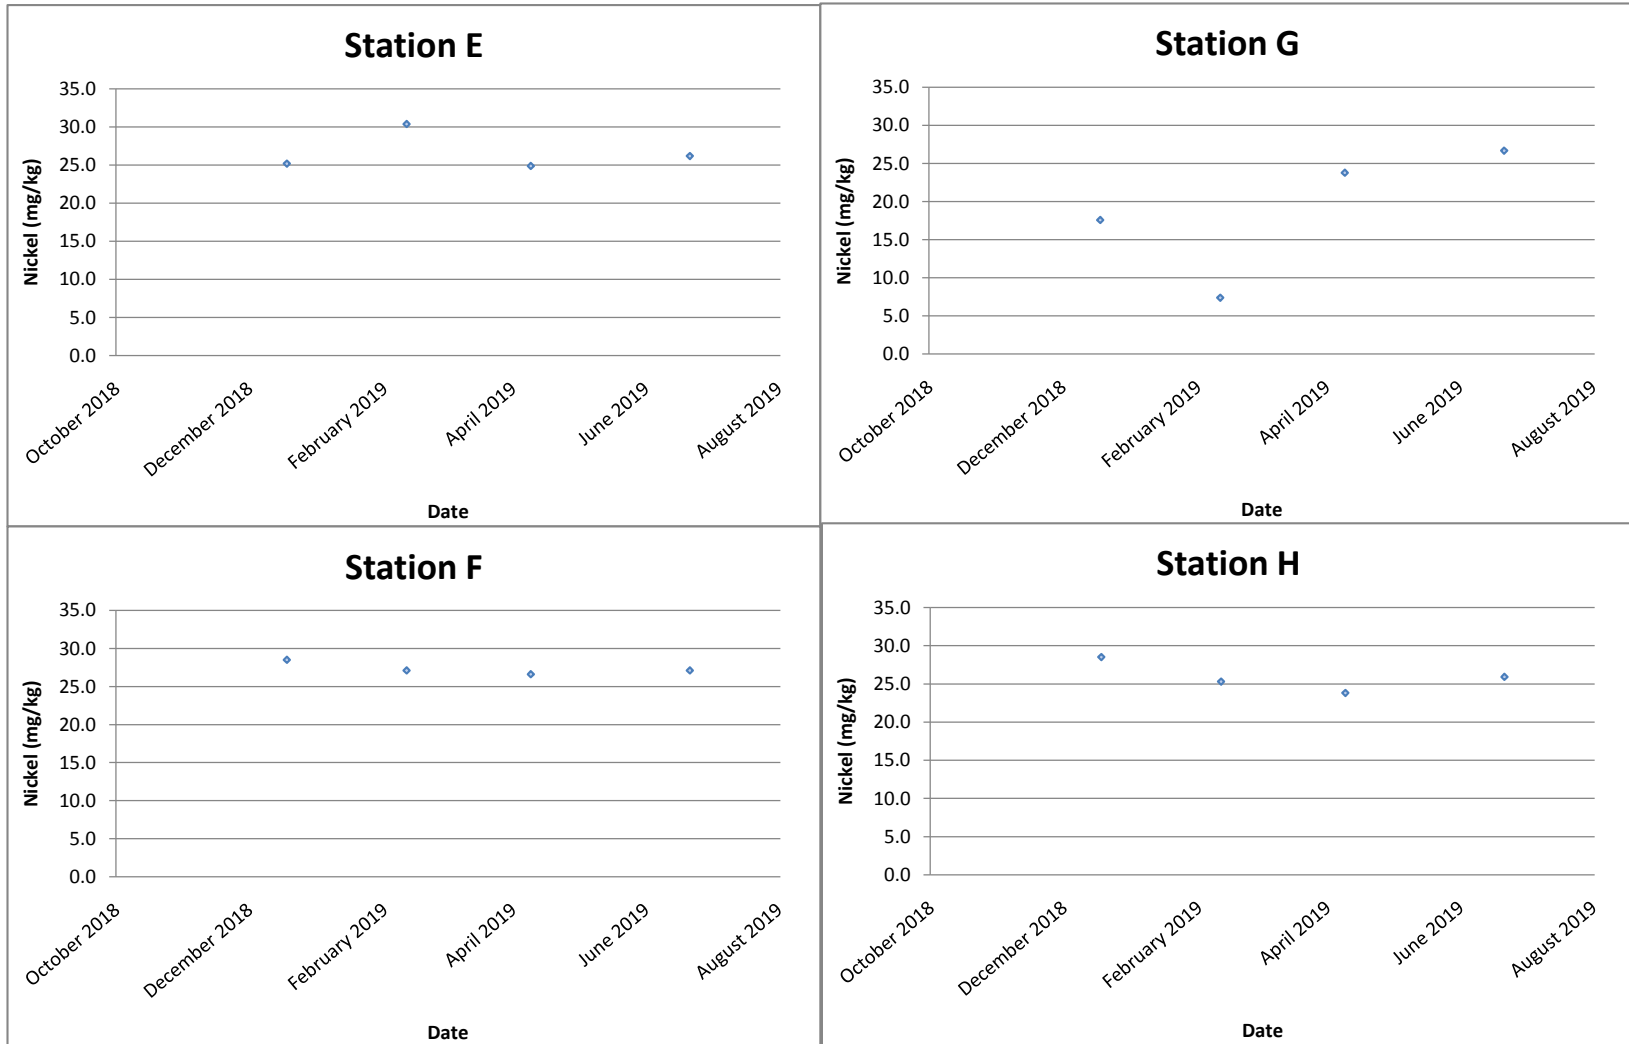 Station E
35.0
30.0
25.0
20.0
15.0
10.0
5.0
0.0
Nickel (mg/kg)
October 2018
December 2018
February 2019
April 2019
June 2019
August 2019
Date
Station G
35.0
30.0
25.0
20.0
15.0
10.0
5.0
0.0
Nickel (mg/kg)
October 2018
December 2018
February 2019
April 2019
June 2019
August 2019
Date
Station F
35.0
30.0
25.0
20.0
15.0
10.0
5.0
0.0
Nickel (mg/kg)
October 2018
December 2018
February 2019
April 2019
June 2019
August 2019
Date
Station H
35.0
30.0
25.0
20.0
15.0
10.0
5.0
0.0
Nickel (mg/kg)
October 2018
December 2018
February 2019
April 2019
June 2019
August 2019
Date